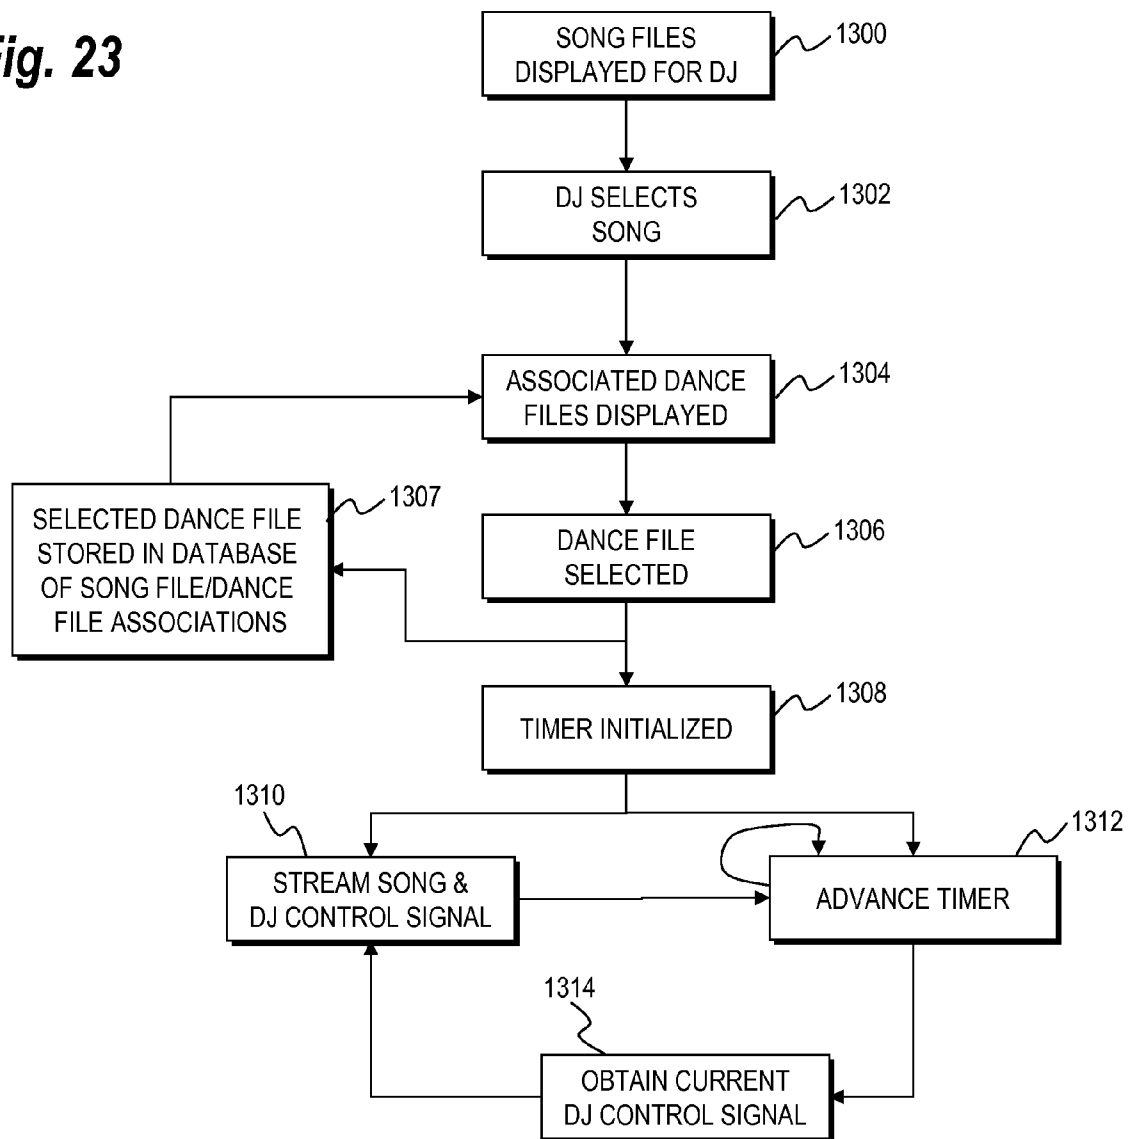 ig. 23
SONG FILES
DISPLAYED FOR DJ
1300
DJ SELECTS
SONG
1302
ASSOCIATED DANCE
FILES DISPLAYED
1304
SELECTED DANCE FILE
STORED IN DATABASE
OF SONG FILE/DANCE
FILE ASSOCIATIONS
1307
DANCE FILE
SELECTED
1306
TIMER INITIALIZED
1308
1310
STREAM SONG &
DJ CONTROL SIGNAL
1312
ADVANCE TIMER
1314
OBTAIN CURRENT
DJ CONTROL SIGNAL